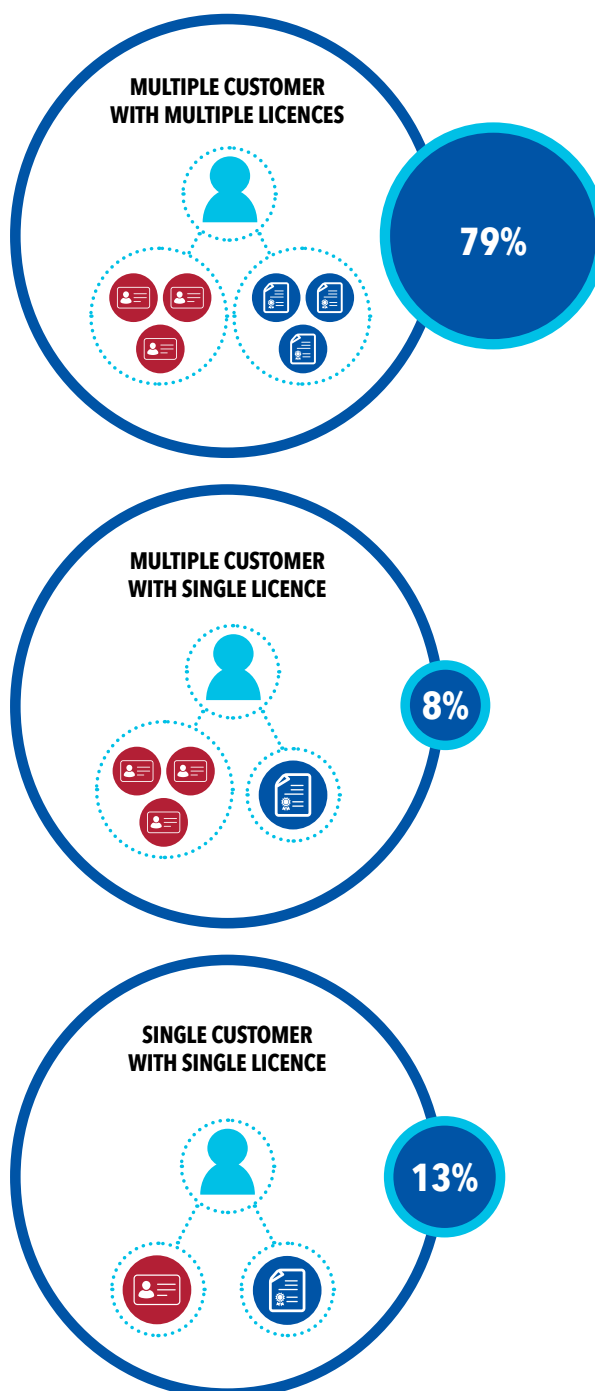 MULTIPLE CUSTOMER
WITH MULTIPLE LICENCES
79%
MULTIPLE CUSTOMER
WITH SINGLE LICENCE
8%
SINGLE CUSTOMER
WITH SINGLE LICENCE
13%